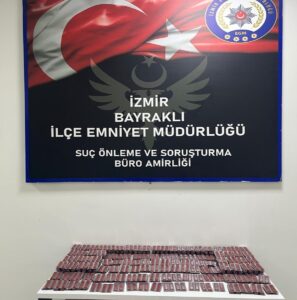 İZMİR
BAYRAKLI
İLÇE EMNİYET MÜDÜRLÜĞÜ
SUÇ ÖNLEME VE SORUŞTURMA
BÜRO AMİRLİĞİ